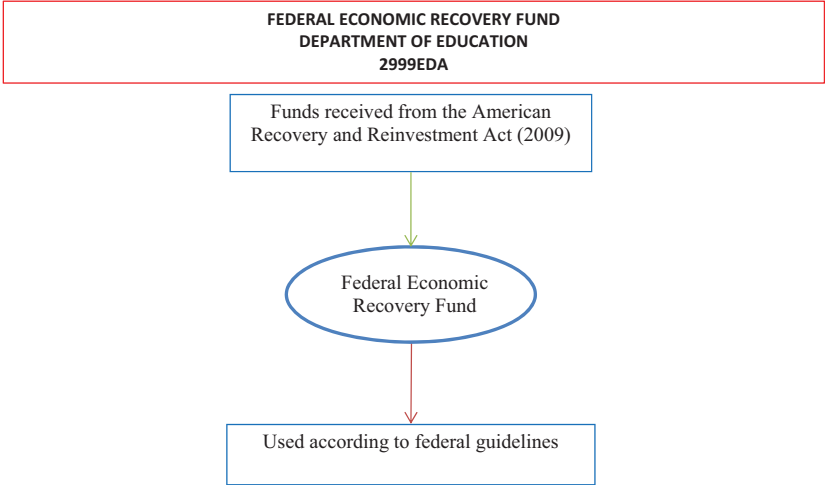 FEDERAL ECONOMIC RECOVERY FUND
DEPARTMENT OF EDUCATION
2999EDA
Funds received from the American
Recovery and Reinvestment Act (2009)
Federal Economic
Recovery Fund
Used according to federal guidelines